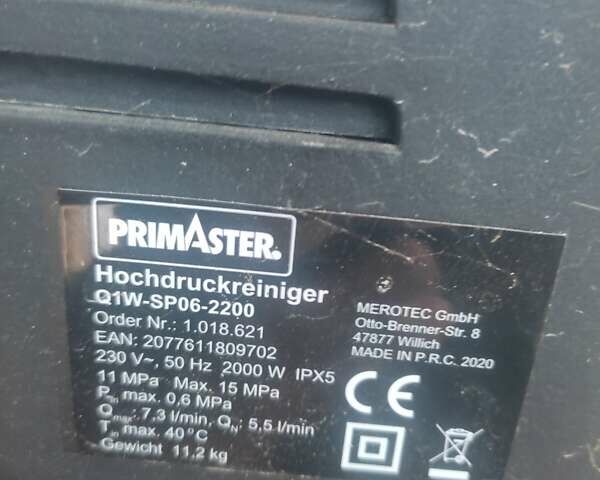 PRIMASTER®
Hochdruckreiniger
Q1W-SP06-2200
Order Nr.: 1.018.621
EAN: 2077611809702
230 V~, 50 Hz 2000 W IPX5
11 MPa Max. 15 MPa
Pin max. 0,6 MPa
Qmax: 7,3 l/min, QN: 5,5 l/min
Tin max. 40°C
Gewicht 11,2 kg
MEROTEC GmbH
Otto-Brenner-Str. 8
47877 Willich
MADE IN P.R.C. 2020
CE